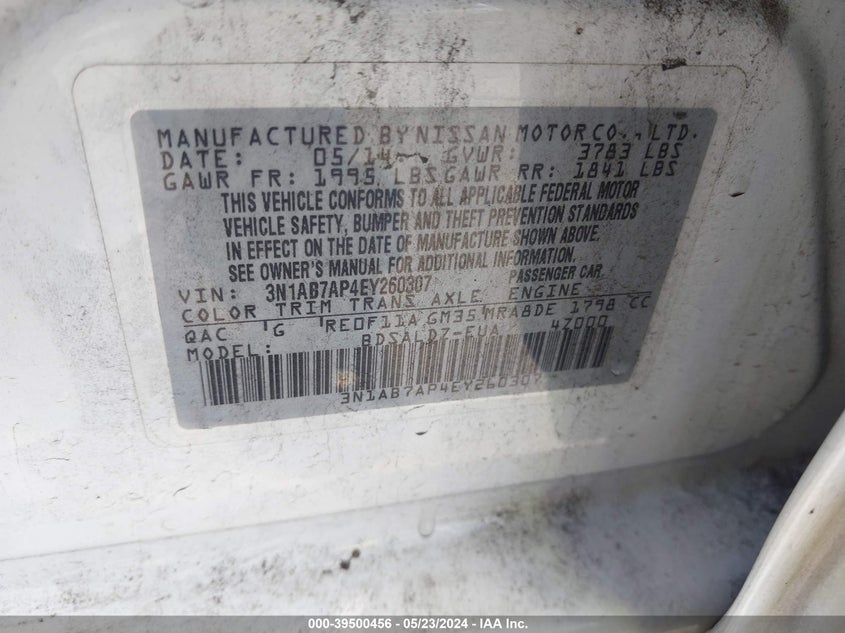 MANUFACTURED BY NISSAN MOTOR CO., LTD.
DATE: 05/14 GVWR: 3783 LBS
GAWR FR: 1995 LBS GAWR RR: 1841 LBS
THIS VEHICLE CONFORMS TO ALL APPLICABLE FEDERAL MOTOR
VEHICLE SAFETY, BUMPER AND THEFT PREVENTION STANDARDS
IN EFFECT ON THE DATE OF MANUFACTURE SHOWN ABOVE.
SEE OWNER'S MANUAL FOR ADDITIONAL INFORMATION.
VIN: 3N1AB7AP4EY260307 PASSENGER CAR
COLOR TRIM TRANS AXLE ENGINE
QAC G RE0F11A GM35 MRA8DE 1798 CC
MODEL: BDSALDZ-EUA 4Z000
3N1AB7AP4EY260307
000-39500456 - 05/23/2024 - IAA Inc.